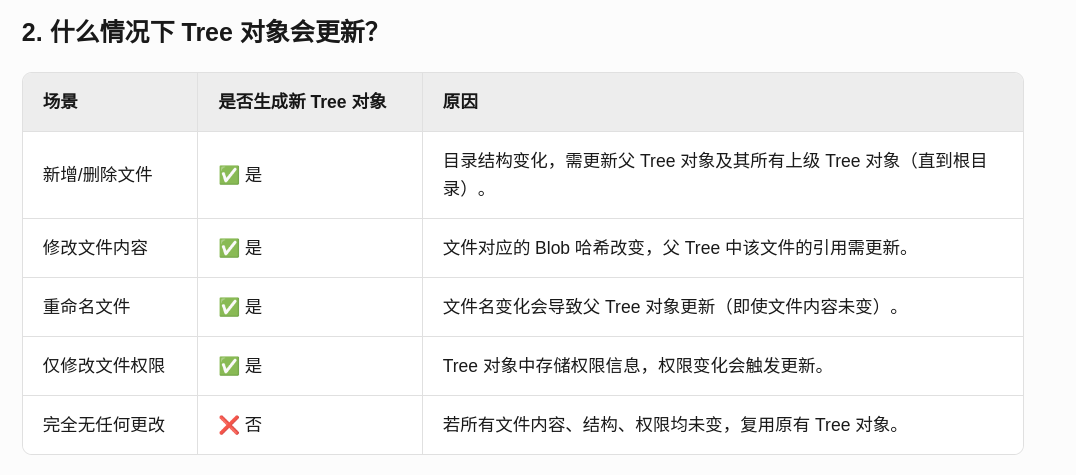 2. 什么情况下 Tree 对象会更新?
场景 是否生成新 Tree 对象 原因
新增/删除文件 ✅ 是 目录结构变化，需更新父 Tree 对象及其所有上级 Tree 对象（直到根目
录）。
修改文件内容 ✅ 是 文件对应的 Blob 哈希改变，父 Tree 中该文件的引用需更新。
重命名文件 ✅ 是 文件名变化会导致父 Tree 对象更新（即使文件内容未变）。
仅修改文件权限 ✅ 是 Tree 对象中存储权限信息，权限变化会触发更新。
完全无任何更改 ❌ 否 若所有文件内容、结构、权限均未变，复用原有 Tree 对象。